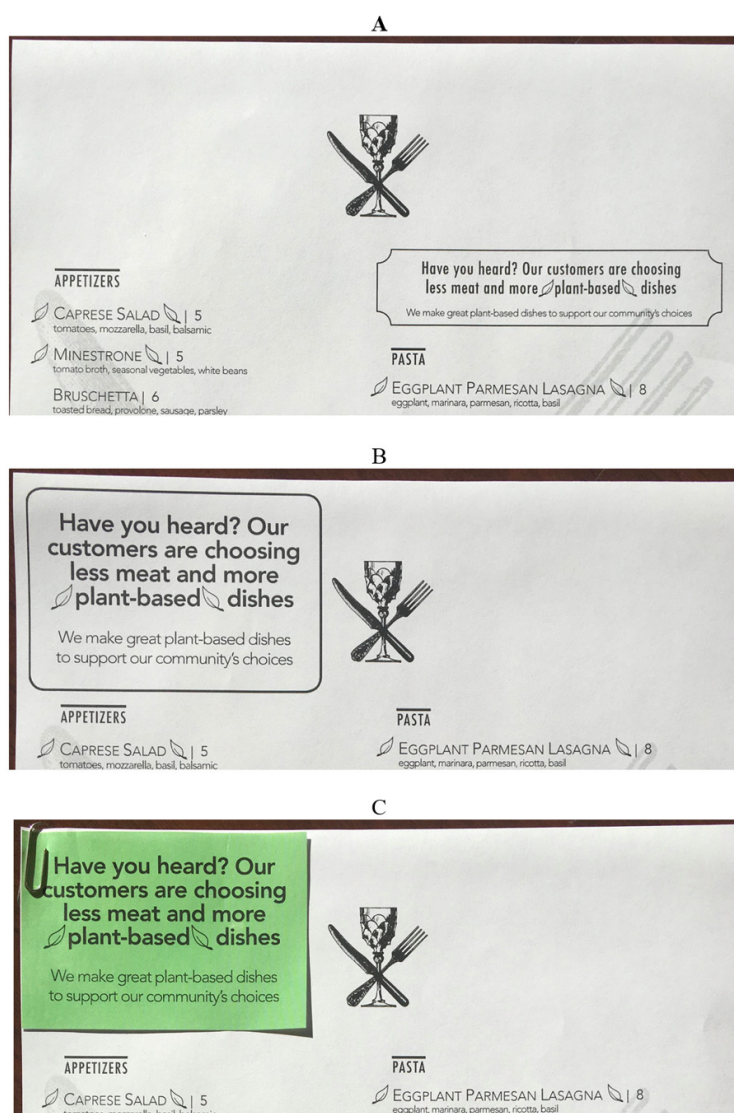 A
APPETIZERS
CAPRESE SALAD | 5
tomatoes, mozzarella, basil, balsamic
MINESTRONE | 5
tomato broth, seasonal vegetables, white beans
BRUSCHETTA | 6
toasted bread, provolone, sausage, parsley
Have you heard? Our customers are choosing
less meat and more plant-based dishes
We make great plant-based dishes to support our community's choices
PASTA
EGGPLANT PARMESAN LASAGNA | 8
eggplant, marinara, parmesan, ricotta, basil
B
Have you heard? Our
customers are choosing
less meat and more
plant-based dishes
We make great plant-based dishes
to support our community's choices
APPETIZERS
CAPRESE SALAD | 5
tomatoes, mozzarella, basil, balsamic
PASTA
EGGPLANT PARMESAN LASAGNA | 8
eggplant, marinara, parmesan, ricotta, basil
C
Have you heard? Our
customers are choosing
less meat and more
plant-based dishes
We make great plant-based dishes
to support our community's choices
APPETIZERS
CAPRESE SALAD | 5
PASTA
EGGPLANT PARMESAN LASAGNA | 8
eggplant, marinara, parmesan, ricotta, basil